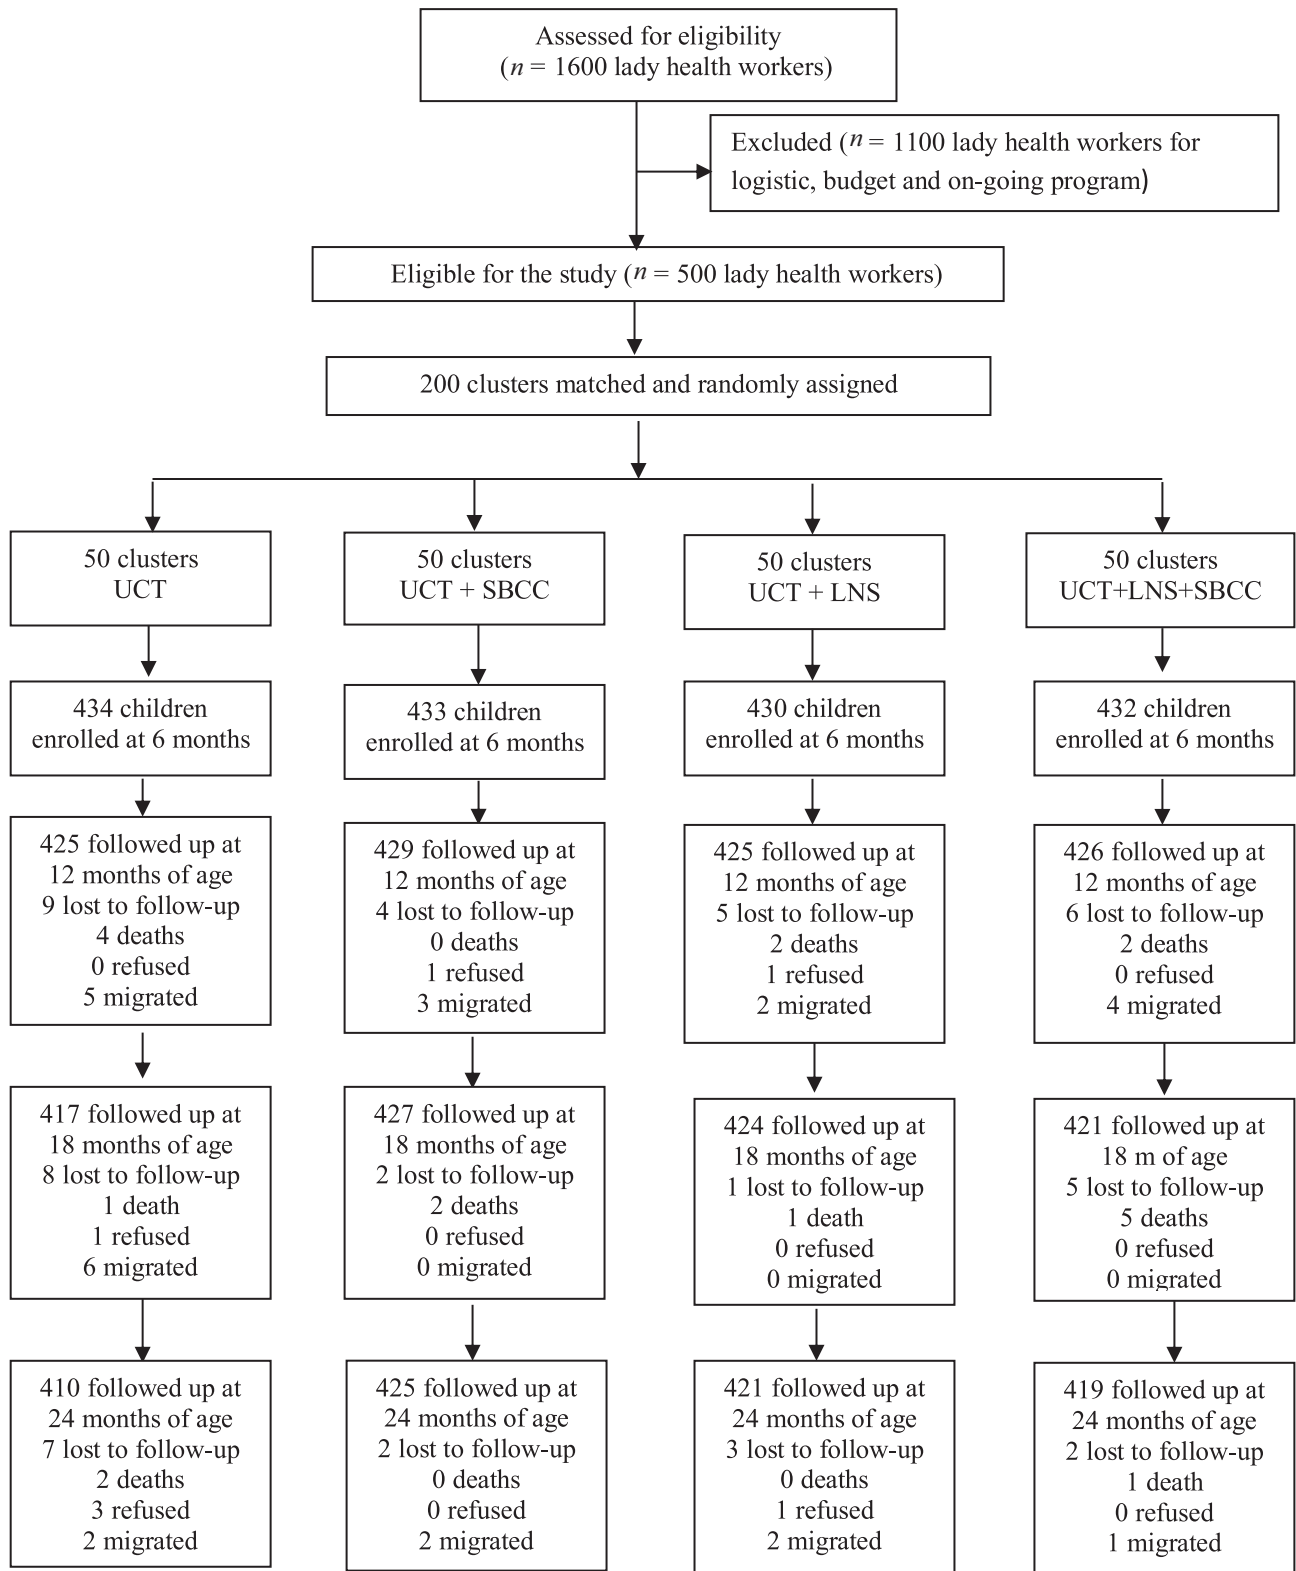 Assessed for eligibility
(n = 1600 lady health workers)
Excluded (n = 1100 lady health workers for
logistic, budget and on-going program)
Eligible for the study (n = 500 lady health workers)
200 clusters matched and randomly assigned
50 clusters
UCT
50 clusters
UCT + SBCC
50 clusters
UCT + LNS
50 clusters
UCT+LNS+SBCC
434 children
enrolled at 6 months
433 children
enrolled at 6 months
430 children
enrolled at 6 months
432 children
enrolled at 6 months
425 followed up at
12 months of age
9 lost to follow-up
4 deaths
0 refused
5 migrated
429 followed up at
12 months of age
4 lost to follow-up
0 deaths
1 refused
3 migrated
425 followed up at
12 months of age
5 lost to follow-up
2 deaths
1 refused
2 migrated
426 followed up at
12 months of age
6 lost to follow-up
2 deaths
0 refused
4 migrated
417 followed up at
18 months of age
8 lost to follow-up
1 death
1 refused
6 migrated
427 followed up at
18 months of age
2 lost to follow-up
2 deaths
0 refused
0 migrated
424 followed up at
18 months of age
1 lost to follow-up
1 death
0 refused
0 migrated
421 followed up at
18 m of age
5 lost to follow-up
5 deaths
0 refused
0 migrated
410 followed up at
24 months of age
7 lost to follow-up
2 deaths
3 refused
2 migrated
425 followed up at
24 months of age
2 lost to follow-up
0 deaths
0 refused
2 migrated
421 followed up at
24 months of age
3 lost to follow-up
0 deaths
1 refused
2 migrated
419 followed up at
24 months of age
2 lost to follow-up
1 death
0 refused
1 migrated